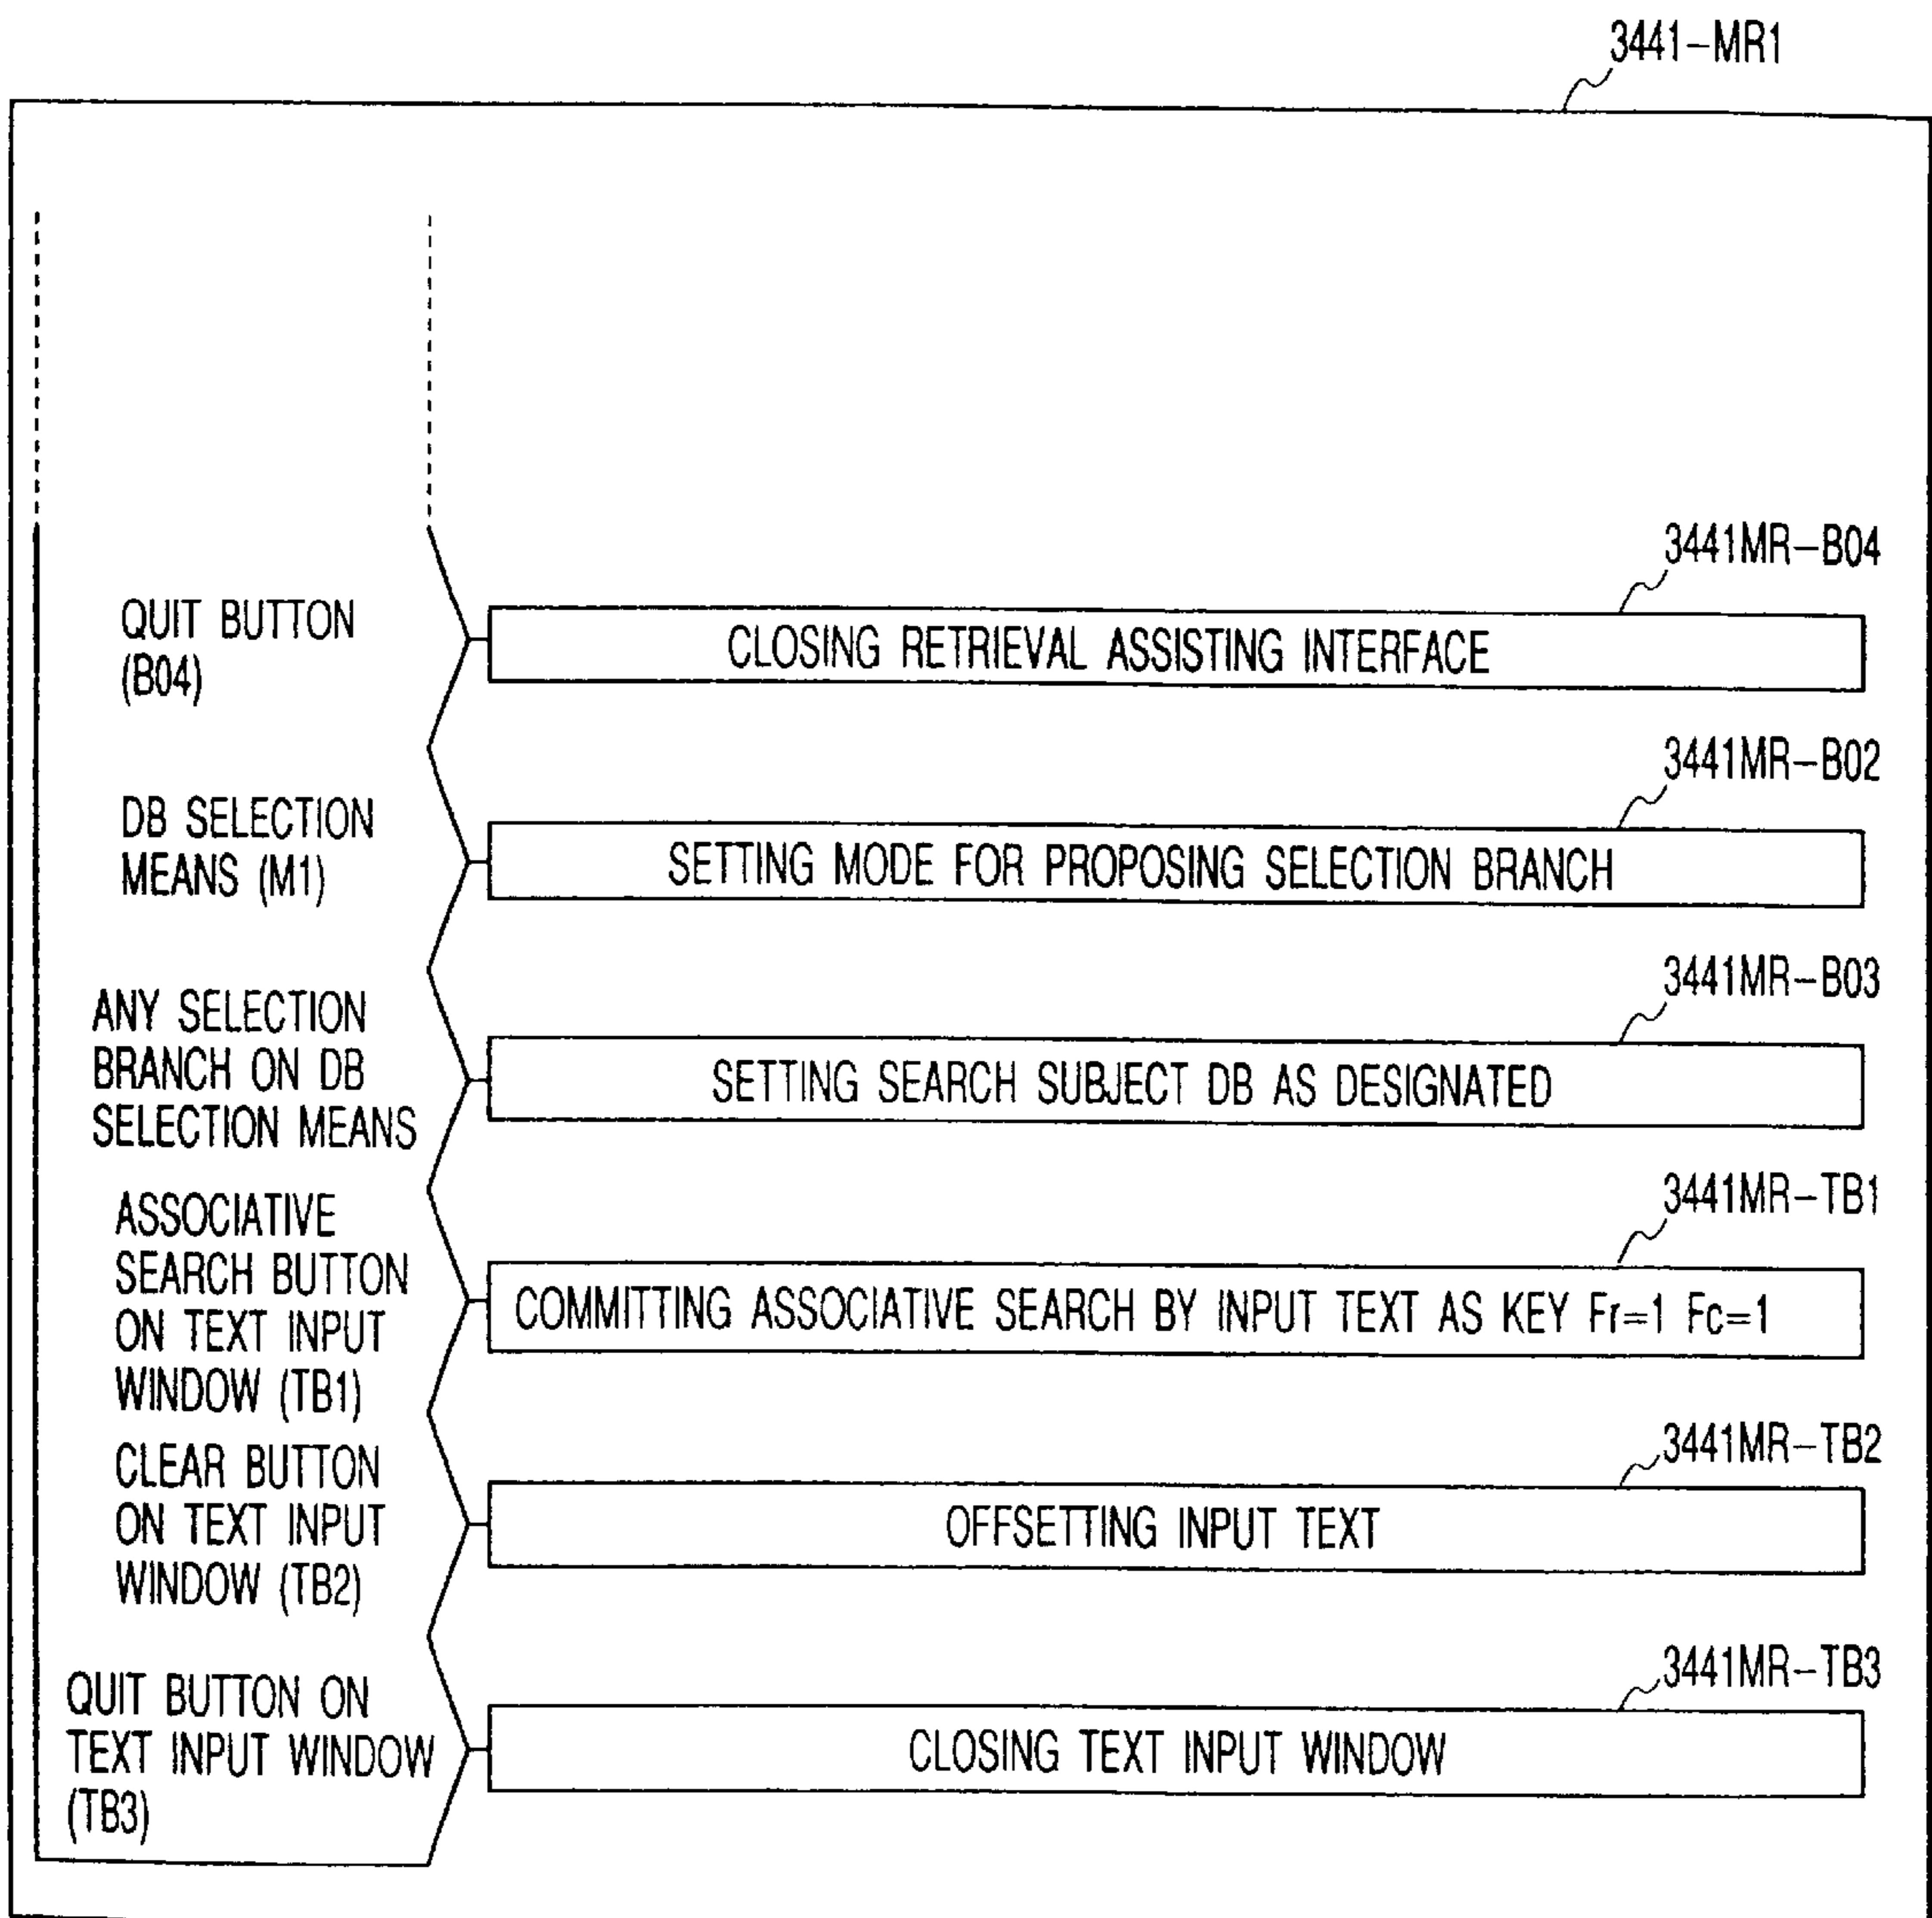 3441-MR1
3441MR-B04
QUIT BUTTON
(B04)
CLOSING RETRIEVAL ASSISTING INTERFACE
3441MR-B02
DB SELECTION
MEANS (M1)
SETTING MODE FOR PROPOSING SELECTION BRANCH
3441MR-B03
ANY SELECTION
BRANCH ON DB
SELECTION MEANS
SETTING SEARCH SUBJECT DB AS DESIGNATED
3441MR-TB1
ASSOCIATIVE
SEARCH BUTTON
ON TEXT INPUT
WINDOW (TB1)
COMMITTING ASSOCIATIVE SEARCH BY INPUT TEXT AS KEY Fr=1 Fc=1
3441MR-TB2
CLEAR BUTTON
ON TEXT INPUT
WINDOW (TB2)
OFFSETTING INPUT TEXT
3441MR-TB3
QUIT BUTTON ON
TEXT INPUT WINDOW
(TB3)
CLOSING TEXT INPUT WINDOW